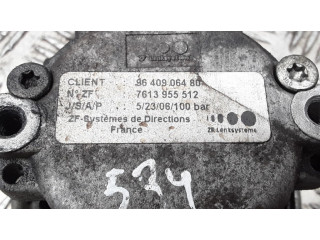 CLIENT .: 96 409 064 80
N° ZF .: 7613 955 512
J/S/A/P .: 5/23/06/100 bar
ZF-Systèmes de Directions
France
ZF-Lenksysteme
574